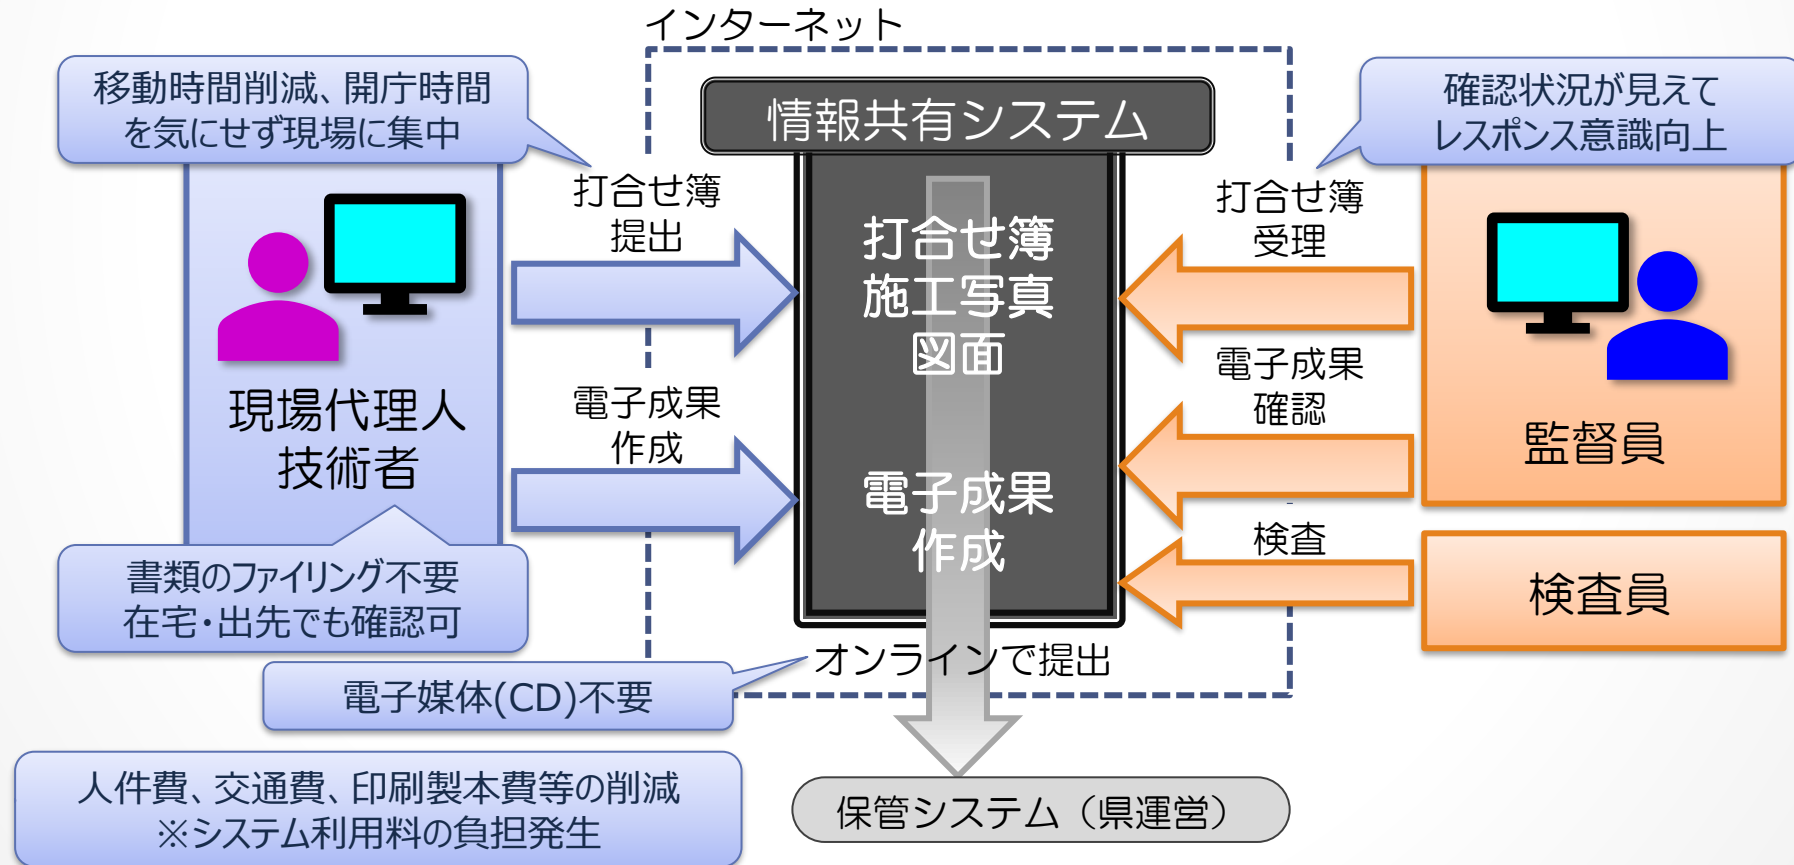 インターネット
移動時間削減、開庁時間
を気にせず現場に集中
情報共有システム
確認状況が見えて
レスポンス意識向上
打合せ簿
提出
打合せ簿
施工写真
図面
打合せ簿
受理
現場代理人
技術者
電子成果
作成
電子成果
作成
電子成果
確認
監督員
検査
検査員
書類のファイリング不要
在宅・出先でも確認可
オンラインで提出
電子媒体(CD)不要
人件費、交通費、印刷製本費等の削減
※システム利用料の負担発生
保管システム（県運営）